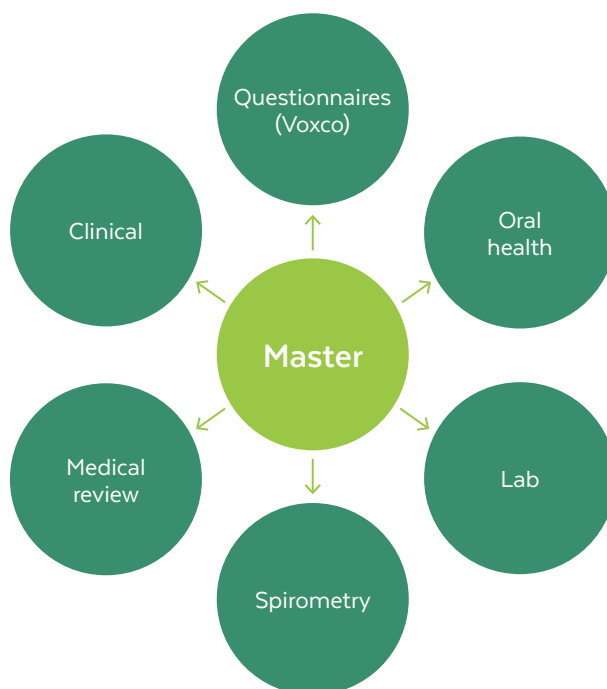 Questionnaires
(Voxco)
Clinical
Oral
health
Master
Medical
review
Lab
Spirometry